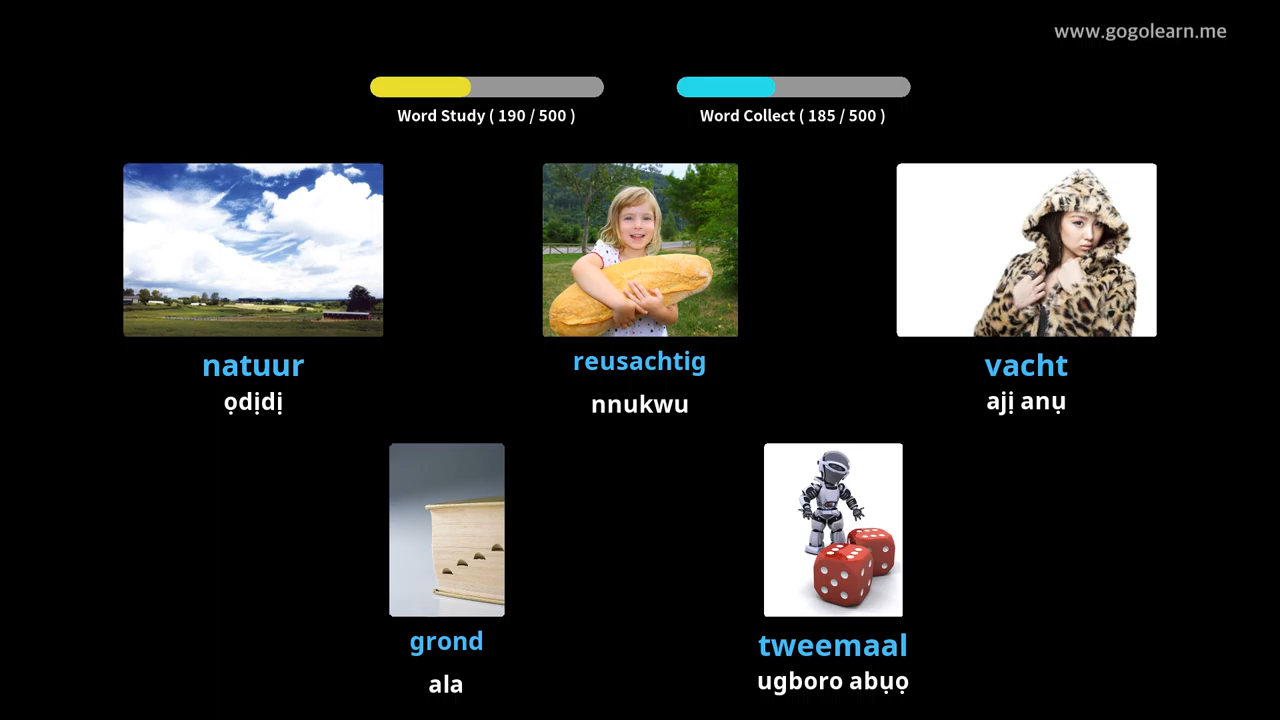 www.gogolearn.me
Word Study ( 190 / 500 )
Word Collect ( 185 / 500 )
natuur
ọdịdị
reusachtig
nnukwu
vacht
ajị anụ
grond
ala
tweemaal
ugboro abụọ